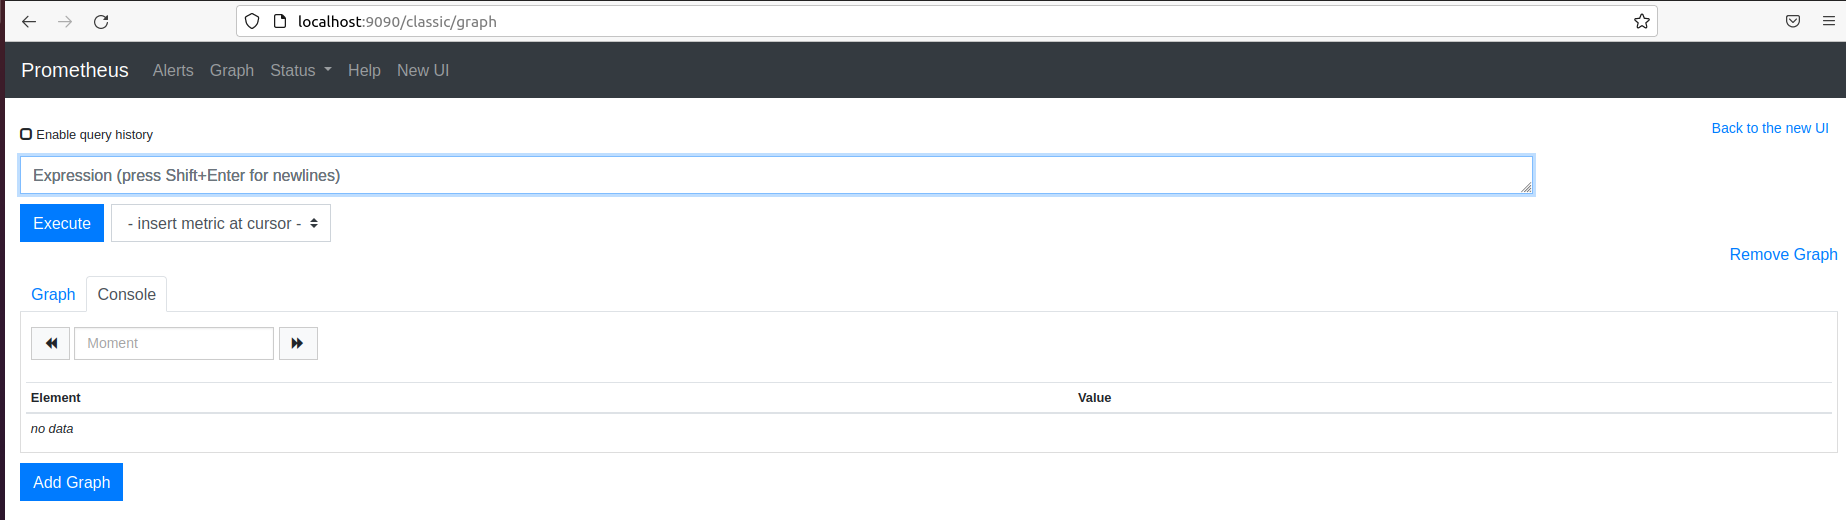 localhost:9090/classic/graph
Prometheus Alerts Graph Status Help New UI
Enable query history
Back to the new UI
Expression (press Shift+Enter for newlines)
Execute - insert metric at cursor -
Remove Graph
Graph Console
Moment
Element Value
no data
Add Graph